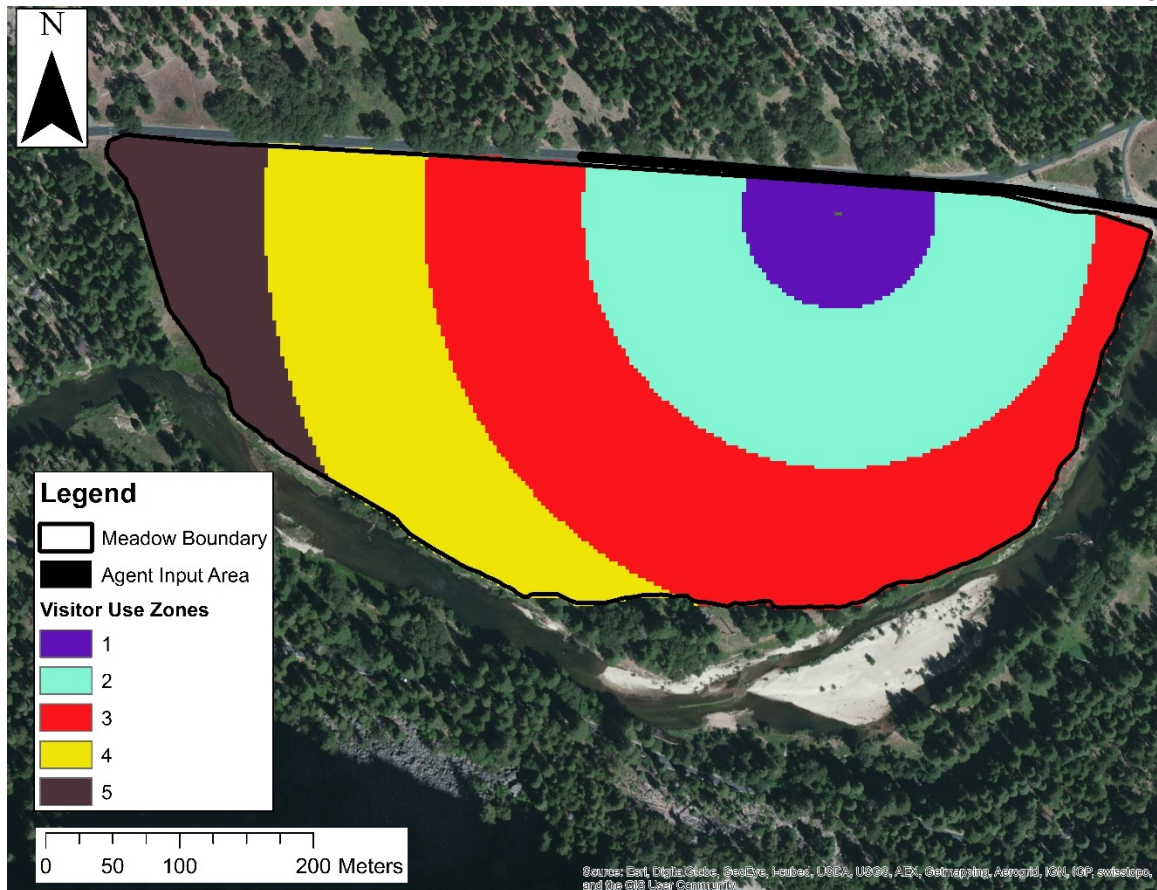 N
Legend
Meadow Boundary
Agent Input Area
Visitor Use Zones
1
2
3
4
5
0 50 100 200 Meters
Source: Esri, DigitalGlobe, GeoEye, i-cubed, USDA, USGS, AEX, Getmapping, Aerogrid, IGN, IGP, swisstopo,
and the GIS User Community